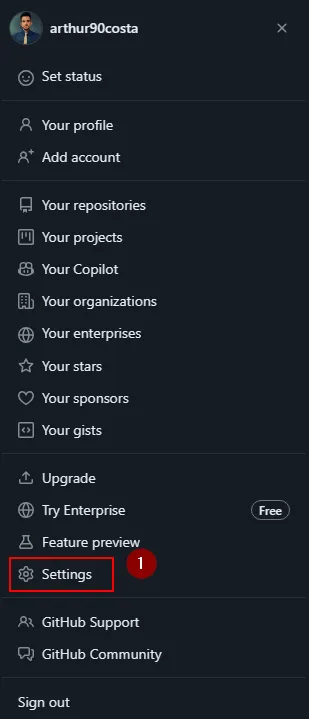 arthur90costa
Set status
Your profile
Add account
Your repositories
Your projects
Your Copilot
Your organizations
Your enterprises
Your stars
Your sponsors
Your gists
Upgrade
Try Enterprise Free
Feature preview
1
Settings
GitHub Support
GitHub Community
Sign out